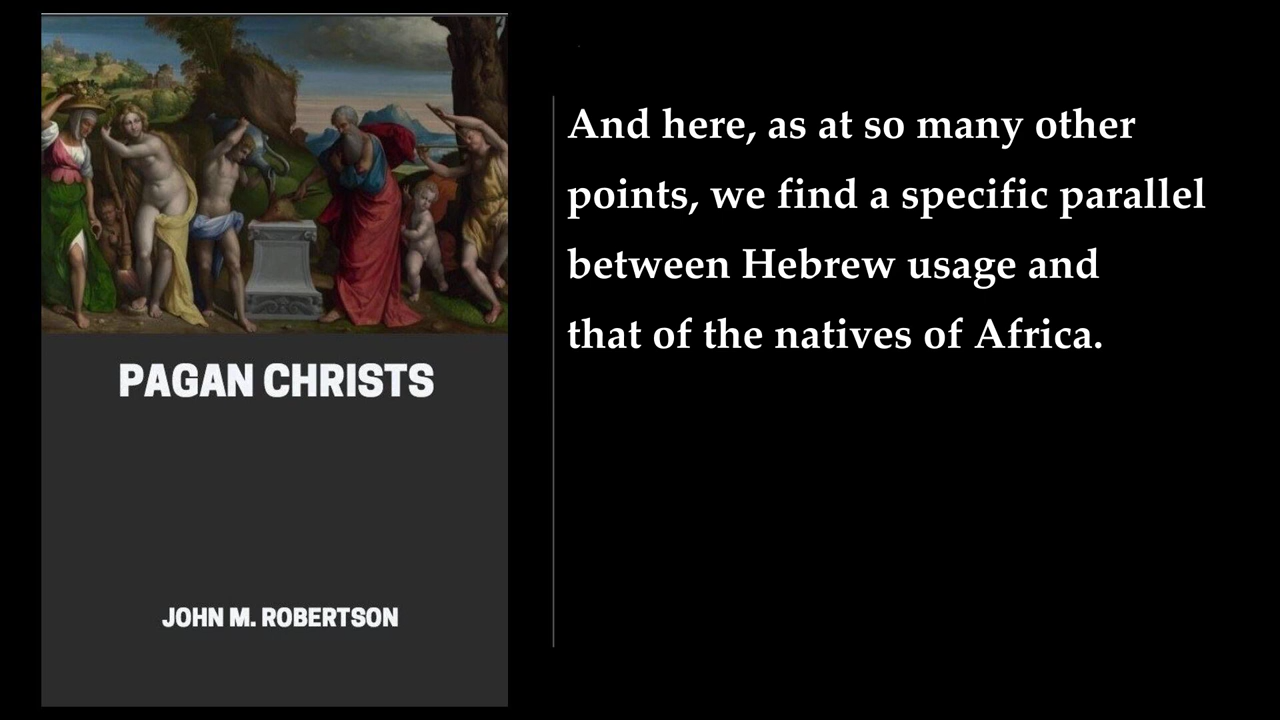 PAGAN CHRISTS
JOHN M. ROBERTSON
And here, as at so many other
points, we find a specific parallel
between Hebrew usage and
that of the natives of Africa.